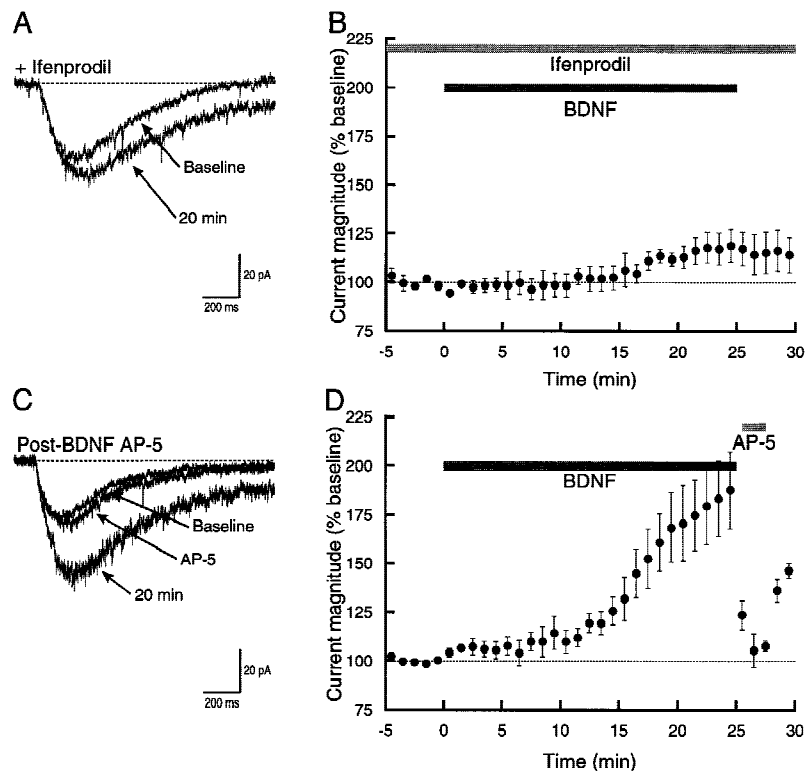 A
+ Ifenprodil
Baseline
20 min
20 pA
200 ms
B
Current magnitude (% baseline)
225
200
175
150
125
100
75
Ifenprodil
BDNF
-5
0
5
10
15
20
25
30
Time (min)
C
Post-BDNF AP-5
Baseline
AP-5
20 min
20 pA
200 ms
D
Current magnitude (% baseline)
225
200
175
150
125
100
75
AP-5
BDNF
-5
0
5
10
15
20
25
30
Time (min)